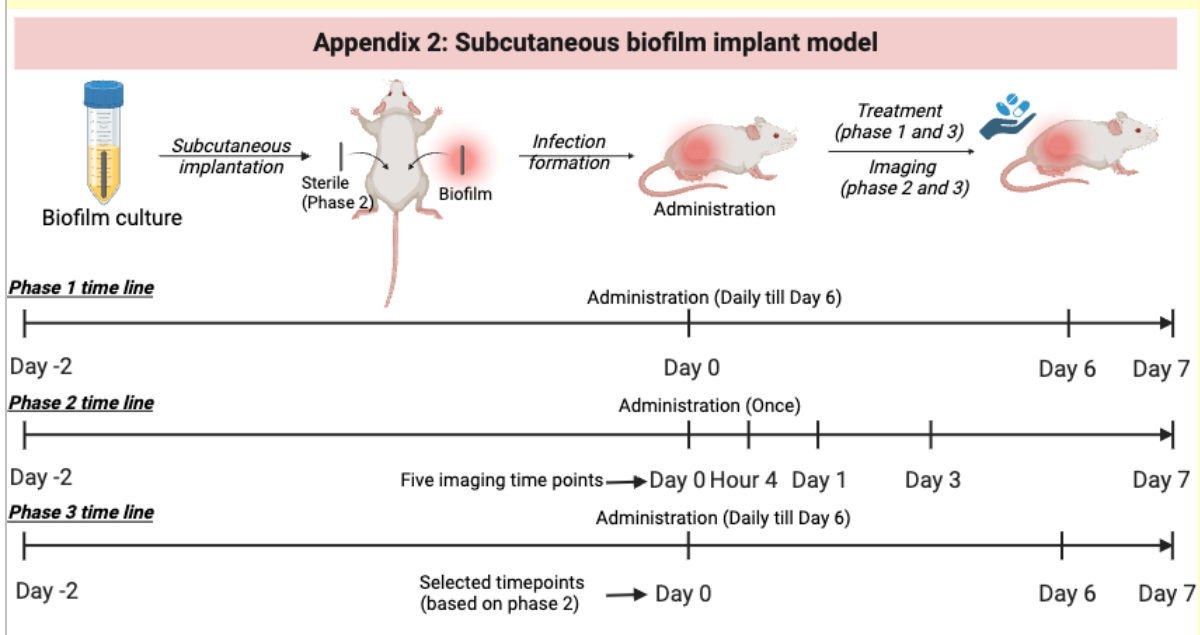 Appendix 2: Subcutaneous biofilm implant model
Biofilm culture
Subcutaneous
implantation
Sterile
(Phase 2)
Biofilm
Infection
formation
Administration
Treatment
(phase 1 and 3)
Imaging
(phase 2 and 3)
Phase 1 time line
Administration (Daily till Day 6)
Day -2
Day 0
Day 6
Day 7
Phase 2 time line
Administration (Once)
Day -2
Five imaging time points
Day 0
Hour 4
Day 1
Day 3
Day 7
Phase 3 time line
Administration (Daily till Day 6)
Day -2
Selected timepoints
(based on phase 2)
Day 0
Day 6
Day 7